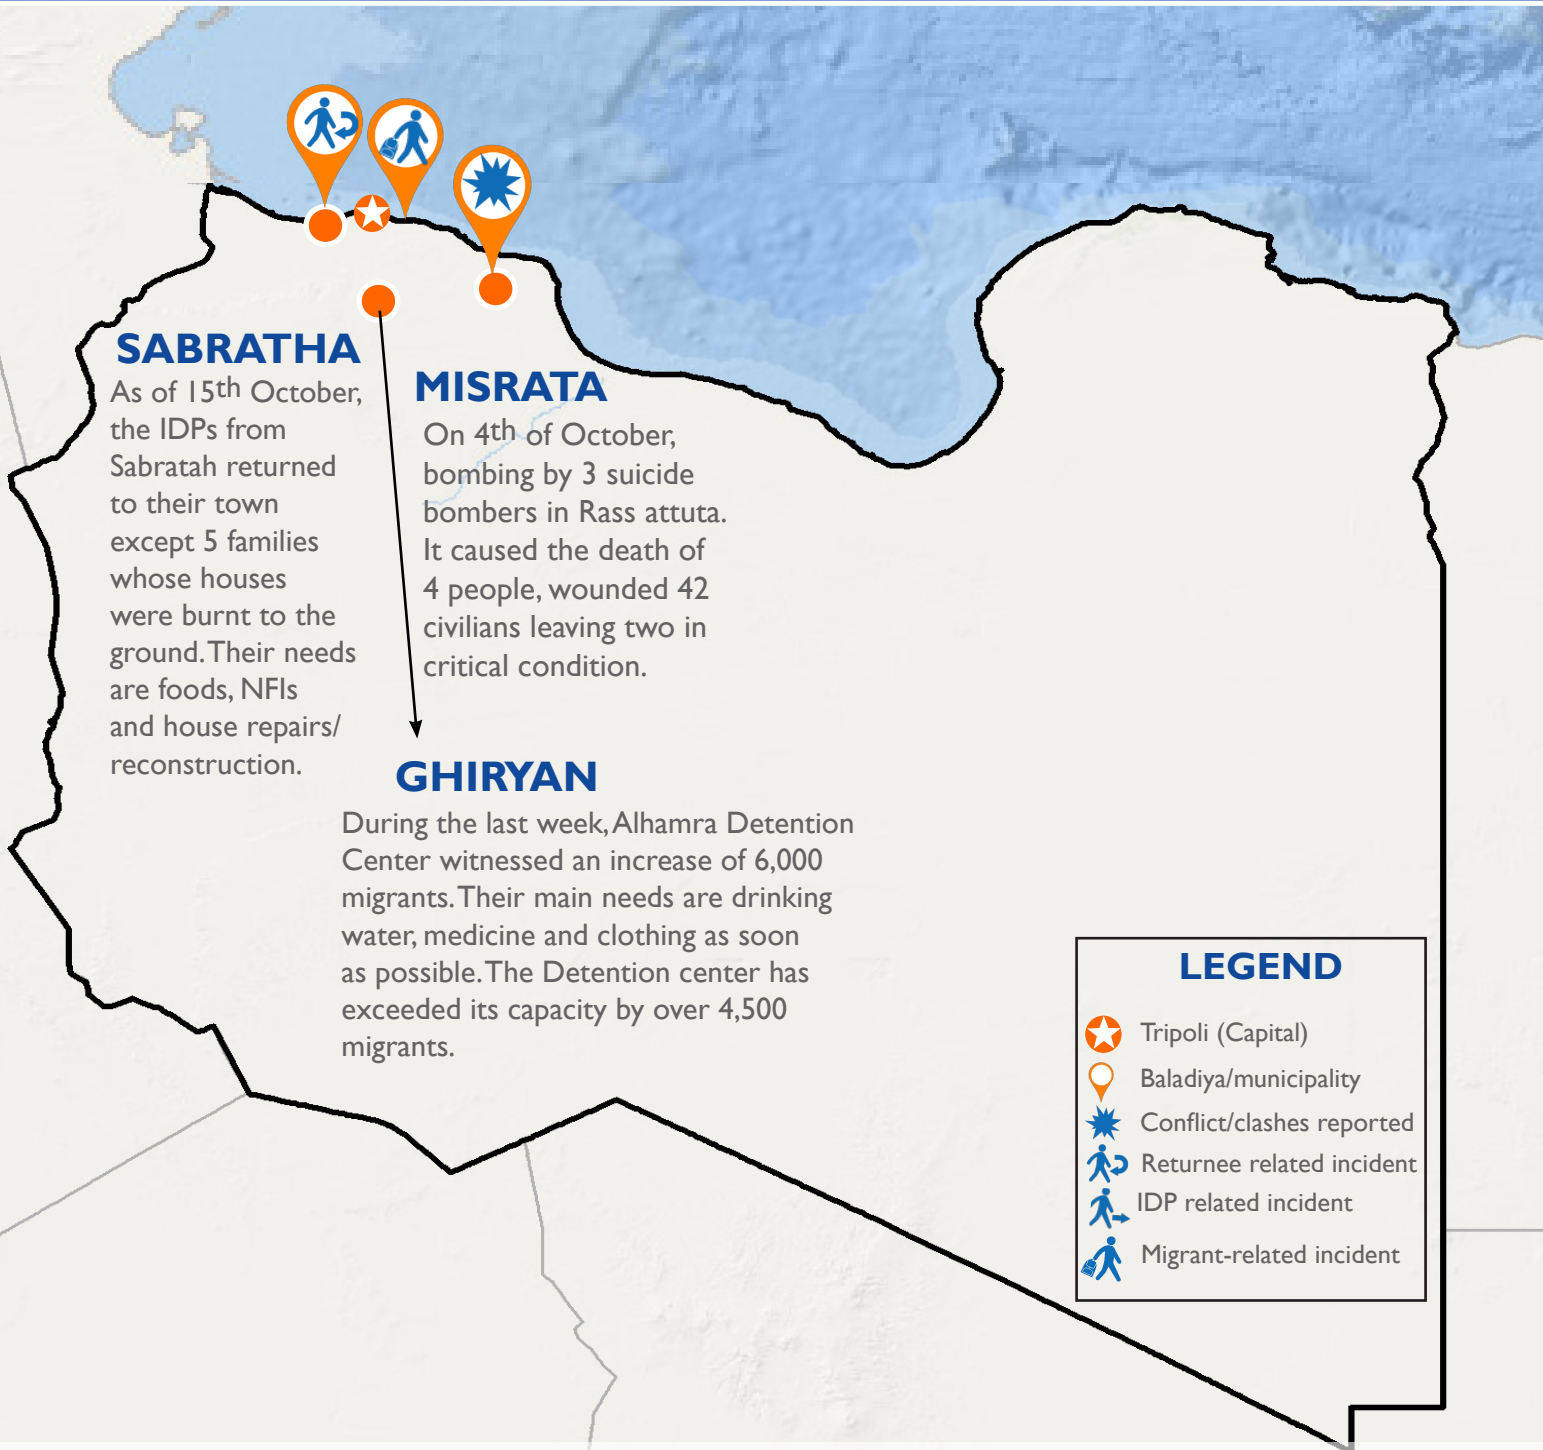 SABRATHA
As of 15th October,
the IDPs from
Sabratah returned
to their town
except 5 families
whose houses
were burnt to the
ground. Their needs
are foods, NFIs
and house repairs/
reconstruction.
MISRATA
On 4th of October,
bombing by 3 suicide
bombers in Rass attuta.
It caused the death of
4 people, wounded 42
civilians leaving two in
critical condition.
GHIRYAN
During the last week, Alhamra Detention
Center witnessed an increase of 6,000
migrants. Their main needs are drinking
water, medicine and clothing as soon
as possible. The Detention center has
exceeded its capacity by over 4,500
migrants.
LEGEND
Tripoli (Capital)
Baladiya/municipality
Conflict/clashes reported
Returnee related incident
IDP related incident
Migrant-related incident